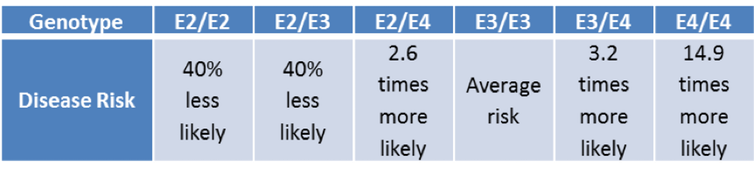 Genotype E2/E2 E2/E3 E2/E4 E3/E3 E3/E4 E4/E4
Disease Risk
40%
less
likely
40%
less
likely
2.6
times
more
likely
Average
risk
3.2
times
more
likely
14.9
times
more
likely